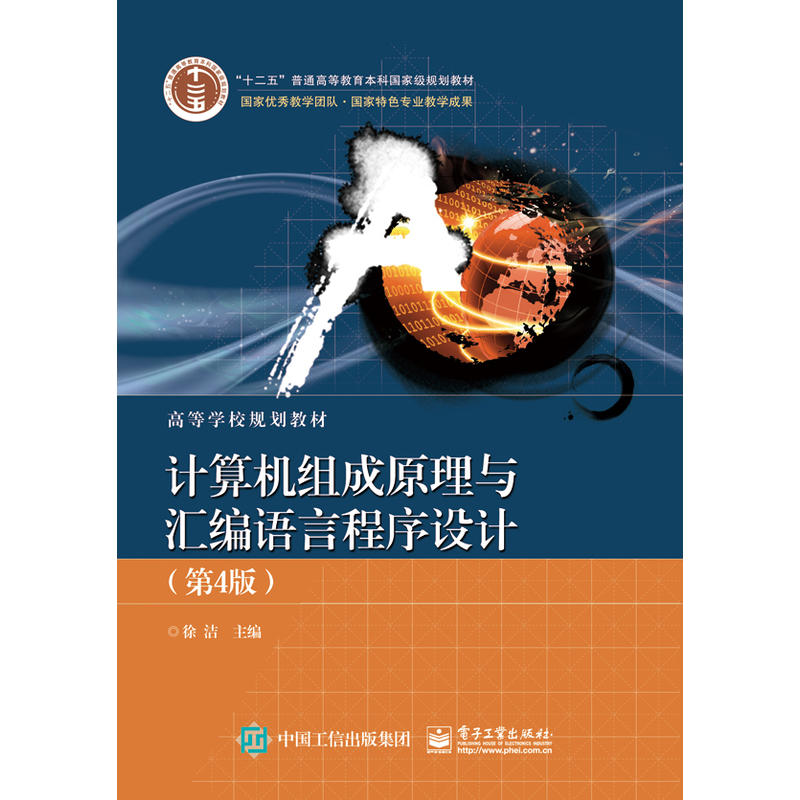 “十二五”普通高等教育本科国家级规划教材
国家优秀教学团队·国家特色专业教学成果
A
高等学校规划教材
计算机组成原理与
汇编语言程序设计
（第4版）
◎徐 洁 主编
中国工信出版集团
电子工业出版社·
PUBLISHING HOUSE OF ELECTRONICS INDUSTRY
http://www.phei.com.cn